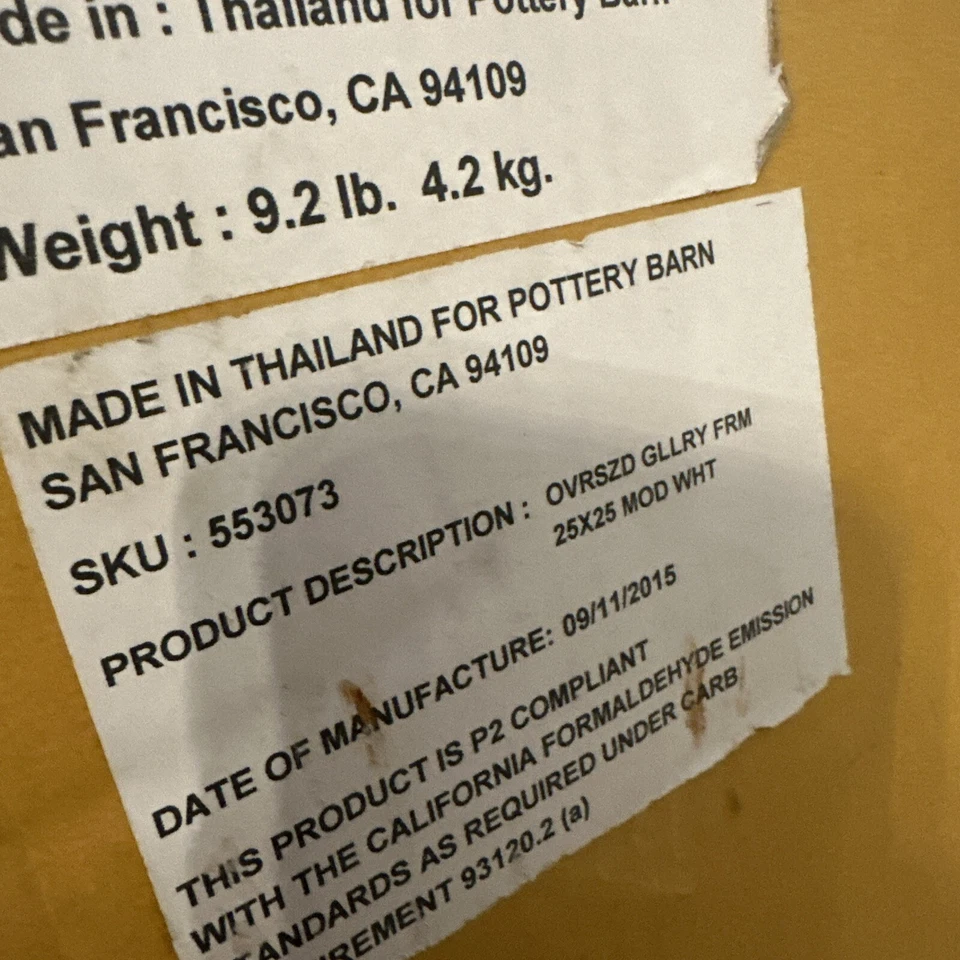 de in : Thailand for Pottery Barn
an Francisco, CA 94109
Weight : 9.2 lb. 4.2 kg.
MADE IN THAILAND FOR POTTERY BARN
SAN FRANCISCO, CA 94109
SKU : 553073
PRODUCT DESCRIPTION : OVRSZD GLLRY FRM
25X25 MOD WHT
DATE OF MANUFACTURE: 09/11/2015
THIS PRODUCT IS P2 COMPLIANT
WITH THE CALIFORNIA FORMALDEHYDE EMISSION
TANDARDS AS REQUIRED UNDER CARB
IREMENT 93120.2 (a)